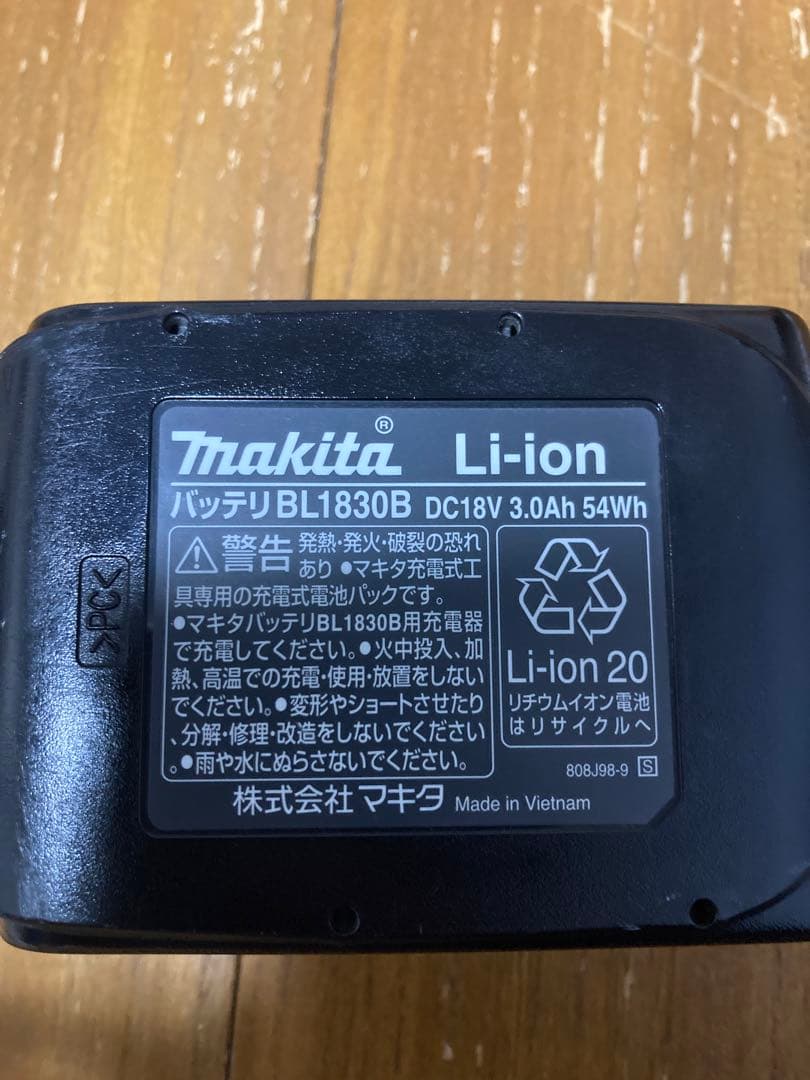 makita® Li-ion
バッテリBL1830B DC18V 3.0Ah 54Wh
警告 発熱・発火・破裂の恐れ
あり ●マキタ充電式工
具専用の充電式電池パックです。
●マキタバッテリBL1830B用充電器
で充電してください。●火中投入、加
熱、高温での充電・使用・放置をしない
でください。●変形やショートさせたり
、分解・修理・改造をしないでください
。●雨や水にぬらさないでください。
Li-ion 20
リチウムイオン電池
はリサイクルへ
808J98-9 S
株式会社マキタ Made in Vietnam
>PC<